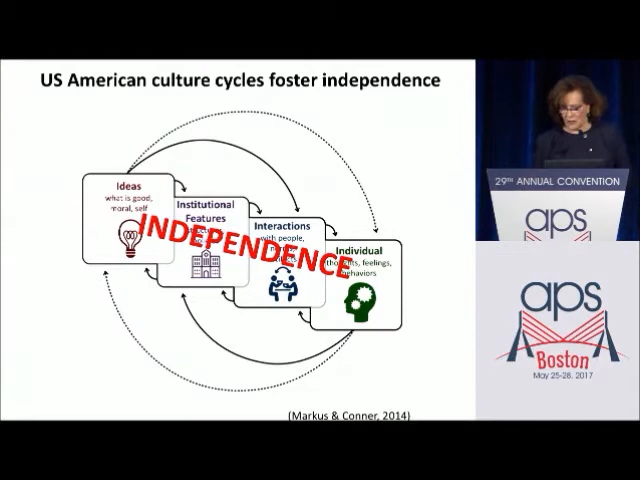 US American culture cycles foster independence
Ideas
what is good,
moral, self
Institutional
Features
Interactions
with people,
Individual
thoughts, feelings,
behaviors
INDEPENDENCE
(Markus & Conner, 2014)
29TH ANNUAL CONVENTION
aps
aps
Boston
May 25-28, 2017